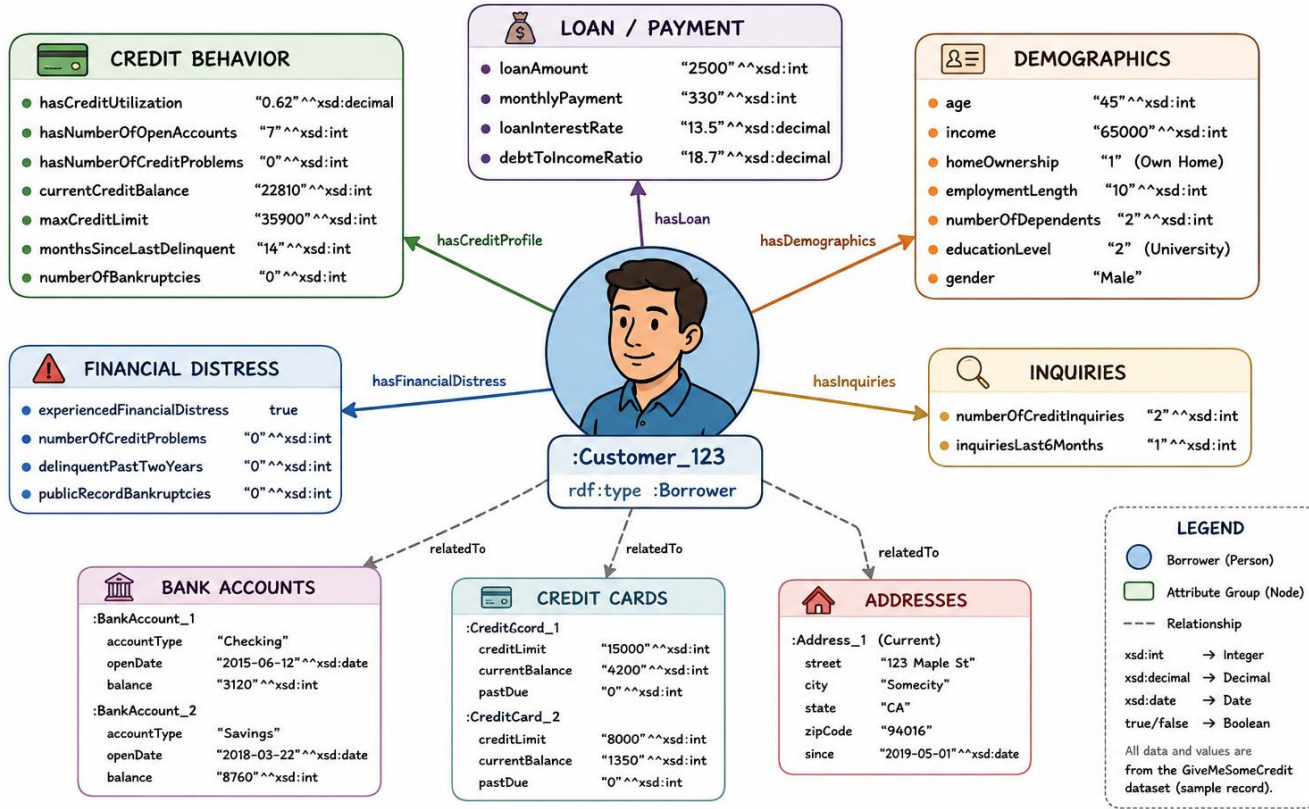 CREDIT BEHAVIOR
hasCreditUtilization “0.62”^^xsd:decimal
hasNumberOfOpenAccounts “7”^^xsd:int
hasNumberOfCreditProblems “0”^^xsd:int
currentCreditBalance “22810”^^xsd:int
maxCreditLimit “35900”^^xsd:int
monthsSinceLastDelinquent “14”^^xsd:int
numberOfBankruptcies “0”^^xsd:int
$
LOAN / PAYMENT
loanAmount “2500”^^xsd:int
monthlyPayment “330”^^xsd:int
loanInterestRate “13.5”^^xsd:decimal
debtToIncomeRatio “18.7”^^xsd:decimal
DEMOGRAPHICS
age “45”^^xsd:int
income “65000”^^xsd:int
homeOwnership “1” (Own Home)
employmentLength “10”^^xsd:int
numberOfDependents “2”^^xsd:int
educationLevel “2” (University)
gender “Male”
hasCreditProfile
hasLoan
hasDemographics
FINANCIAL DISTRESS
experiencedFinancialDistress true
numberOfCreditProblems “0”^^xsd:int
delinquentPastTwoYears “0”^^xsd:int
publicRecordBankruptcies “0”^^xsd:int
hasFinancialDistress
hasInquiries
INQUIRIES
numberOfCreditInquiries “2”^^xsd:int
inquiriesLast6Months “1”^^xsd:int
:Customer_123
rdf:type :Borrower
relatedTo
relatedTo
relatedTo
BANK ACCOUNTS
:BankAccount_1
accountType “Checking”
openDate “2015-06-12”^^xsd:date
balance “3120”^^xsd:int
:BankAccount_2
accountType “Savings”
openDate “2018-03-22”^^xsd:date
balance “8760”^^xsd:int
CREDIT CARDS
creditLimit “15000”^^xsd:int
currentBalance “4200”^^xsd:int
pastDue “0”^^xsd:int
:CreditCard_2
creditLimit “8000”^^xsd:int
currentBalance “1350”^^xsd:int
pastDue “0”^^xsd:int
ADDRESSES
:Address_1 (Current)
street “123 Maple St”
city “Somecity”
state “CA”
zipCode “94016”
since “2019-05-01”^^xsd:date
LEGEND
Borrower (Person)
Attribute Group (Node)
Relationship
xsd:int → Integer
xsd:decimal → Decimal
xsd:date → Date
true/false → Boolean
All data and values are
from the GiveMeSomeCredit
dataset (sample record).